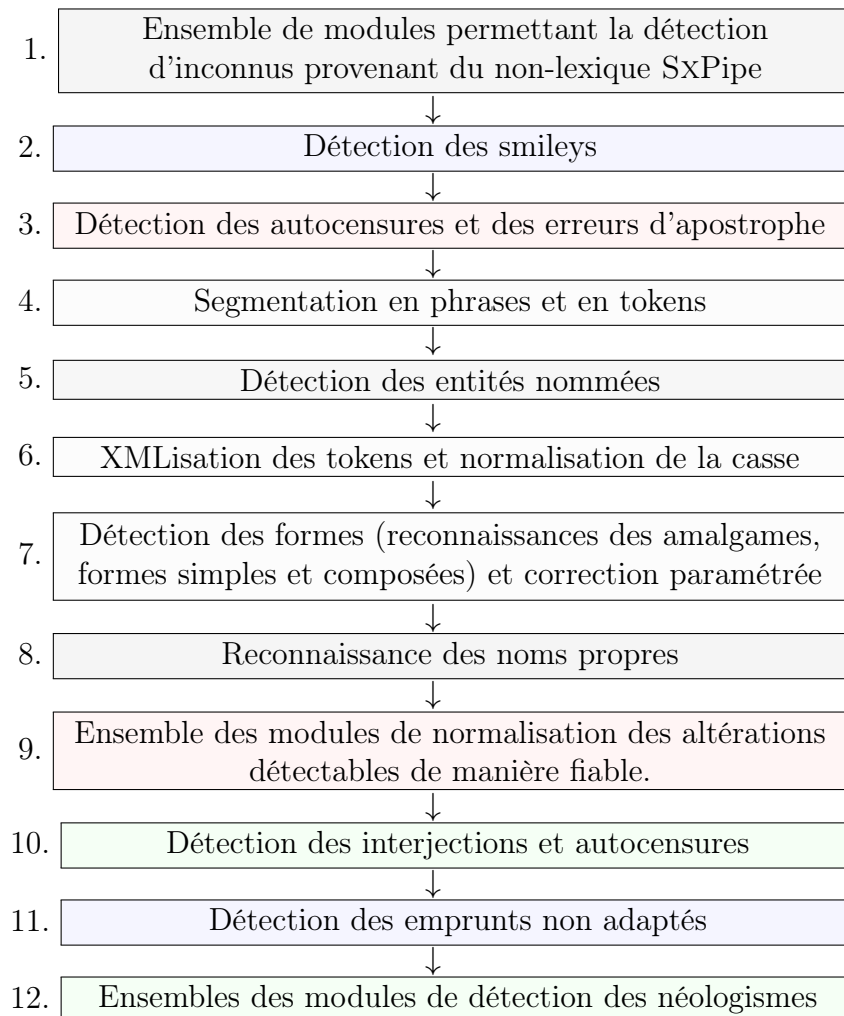 1. Ensemble de modules permettant la détection
d'inconnus provenant du non-lexique SxPipe
2. Détection des smileys
3. Détection des autocensures et des erreurs d'apostrophe
4. Segmentation en phrases et en tokens
5. Détection des entités nommées
6. XMLisation des tokens et normalisation de la casse
7. Détection des formes (reconnaissances des amalgames,
formes simples et composées) et correction paramétrée
8. Reconnaissance des noms propres
9. Ensemble des modules de normalisation des altérations
détectables de manière fiable.
10. Détection des interjections et autocensures
11. Détection des emprunts non adaptés
12. Ensembles des modules de détection des néologismes